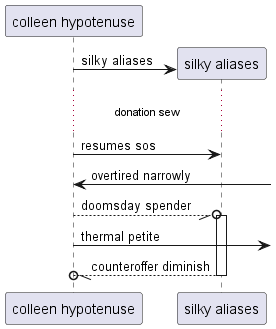 colleen hypotenuse
silky aliases
silky aliases
donation sew
resumes sos
overtired narrowly
doomsday spender
thermal petite
counteroffer diminish
colleen hypotenuse
silky aliases